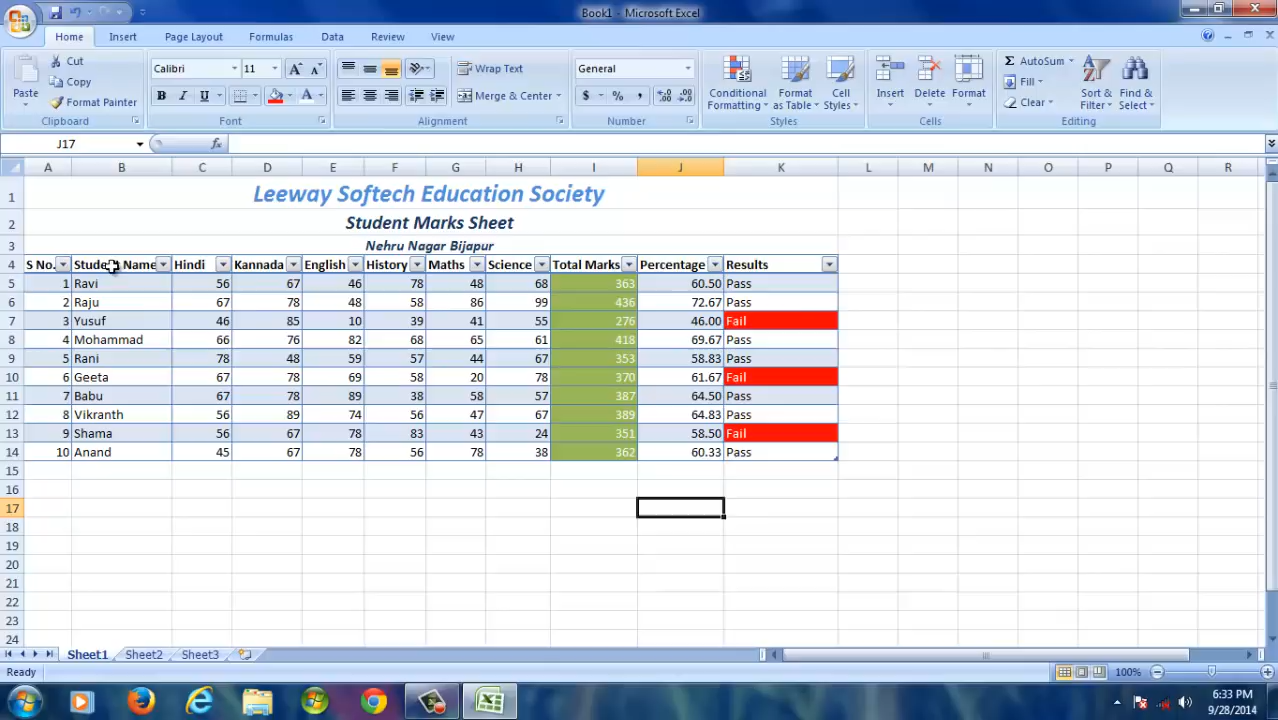 Book1 - Microsoft Excel
Home Insert Page Layout Formulas Data Review View
Paste Cut Copy Format Painter Clipboard
Calibri 11 A A B I U A Font
Wrap Text Merge & Center Alignment
General $ % , Number
Conditional Formatting Format as Table Cell Styles Styles
Insert Delete Format Cells
Σ AutoSum Fill Clear Sort & Filter Find & Select Editing
J17 fx
A B C D E F G H I J K L M N O P Q R
1 Leeway Softech Education Society
2 Student Marks Sheet
3 Nehru Nagar Bijapur
4 S No. Student Name Hindi Kannada English History Maths Science Total Marks Percentage Results
5 1 Ravi 56 67 46 78 48 68 363 60.50 Pass
6 2 Raju 67 78 48 58 86 99 436 72.67 Pass
7 3 Yusuf 46 85 10 39 41 55 276 46.00 Fail
8 4 Mohammad 66 76 82 68 65 61 418 69.67 Pass
9 5 Rani 78 48 59 57 44 67 353 58.83 Pass
10 6 Geeta 67 78 69 58 20 78 370 61.67 Fail
11 7 Babu 67 78 89 38 58 57 387 64.50 Pass
12 8 Vikranth 56 89 74 56 47 67 389 64.83 Pass
13 9 Shama 56 67 78 83 43 24 351 58.50 Fail
14 10 Anand 45 67 78 56 78 38 362 60.33 Pass
15
16
17
18
19
20
21
22
23
24
Sheet1 Sheet2 Sheet3
Ready 100%
6:33 PM
9/28/2014